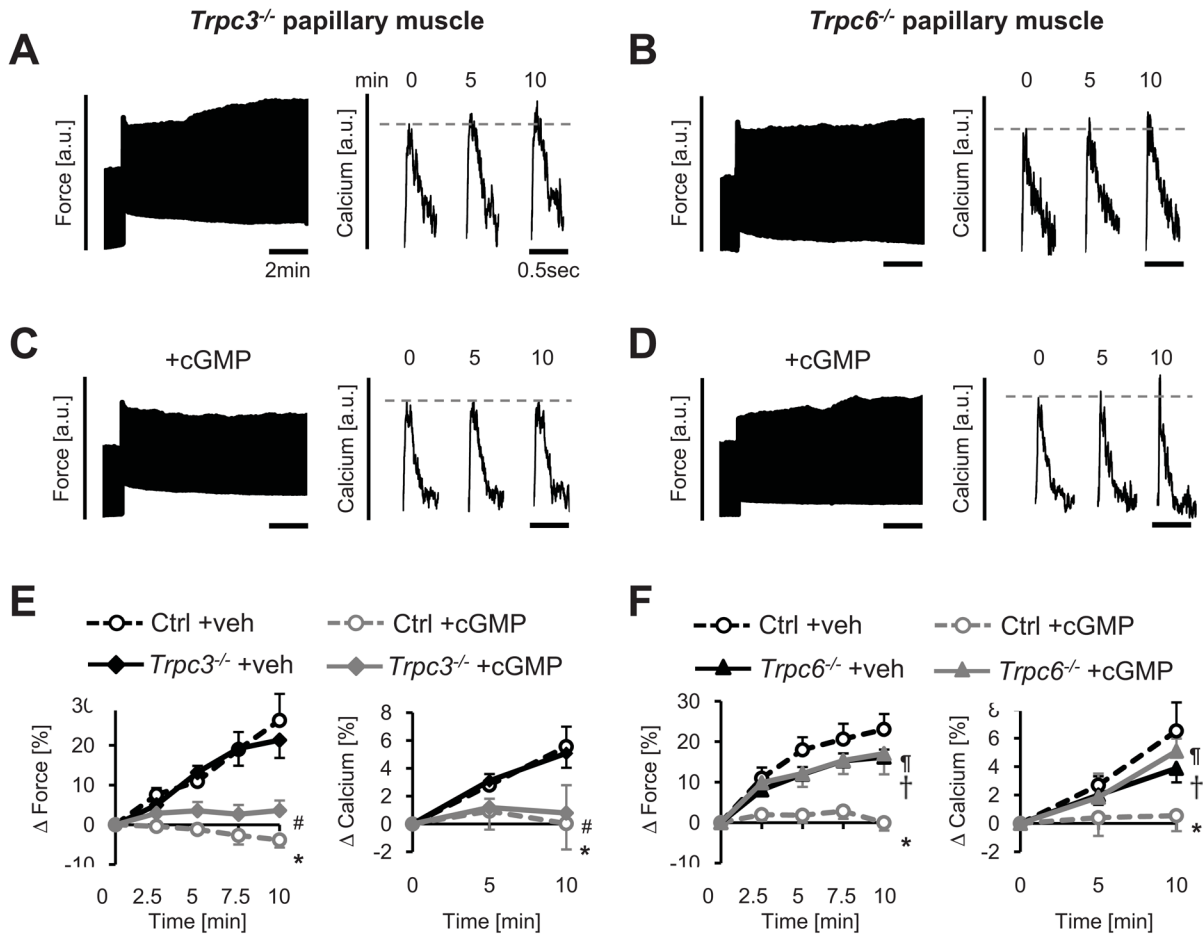 Trpc3-/- papillary muscle
Trpc6-/- papillary muscle
A
Force [a.u.]
2min
Calcium [a.u.]
min 0 5 10
0.5sec
B
Force [a.u.]
Calcium [a.u.]
0 5 10
C
+cGMP
Force [a.u.]
Calcium [a.u.]
0 5 10
D
+cGMP
Force [a.u.]
Calcium [a.u.]
0 5 10
E
Ctrl +veh
Ctrl +cGMP
Trpc3-/- +veh
Trpc3-/- +cGMP
Δ Force [%]
30
20
10
0
-10
#
*
0 2.5 5 7.5 10
Time [min]
Δ Calcium [%]
8
6
4
2
0
-2
#
*
0 5 10
Time [min]
F
Ctrl +veh
Ctrl +cGMP
Trpc6-/- +veh
Trpc6-/- +cGMP
Δ Force [%]
30
20
10
0
-10
¶
†
*
0 2.5 5 7.5 10
Time [min]
Δ Calcium [%]
8
6
4
2
0
-2
¶
†
*
0 5 10
Time [min]